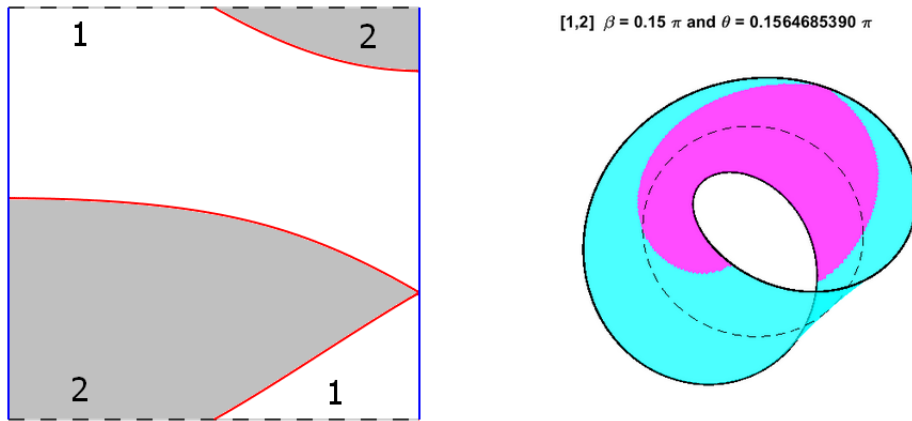 1
2
2
1
[1,2] β = 0.15 π and θ = 0.1564685390 π